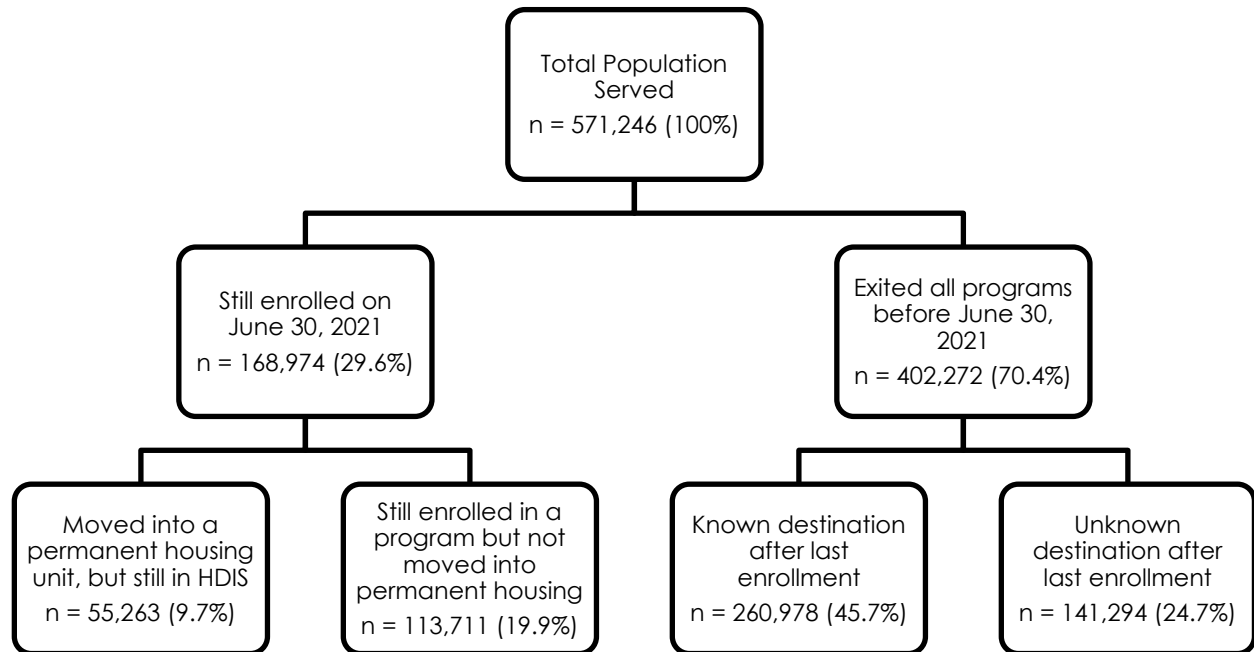 Total Population
Served
n = 571,246 (100%)
Still enrolled on
June 30, 2021
n = 168,974 (29.6%)
Exited all programs
before June 30,
2021
n = 402,272 (70.4%)
Moved into a
permanent housing
unit, but still in HDIS
n = 55,263 (9.7%)
Still enrolled in a
program but not
moved into
permanent housing
n = 113,711 (19.9%)
Known destination
after last
enrollment
n = 260,978 (45.7%)
Unknown
destination after
last enrollment
n = 141,294 (24.7%)